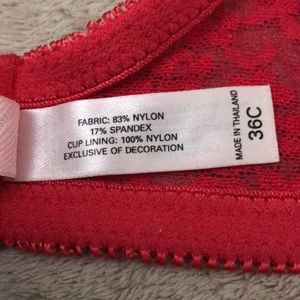 FABRIC: 83% NYLON
17% SPANDEX
CUP LINING: 100% NYLON
EXCLUSIVE OF DECORATION
MADE IN THAILAND
36C